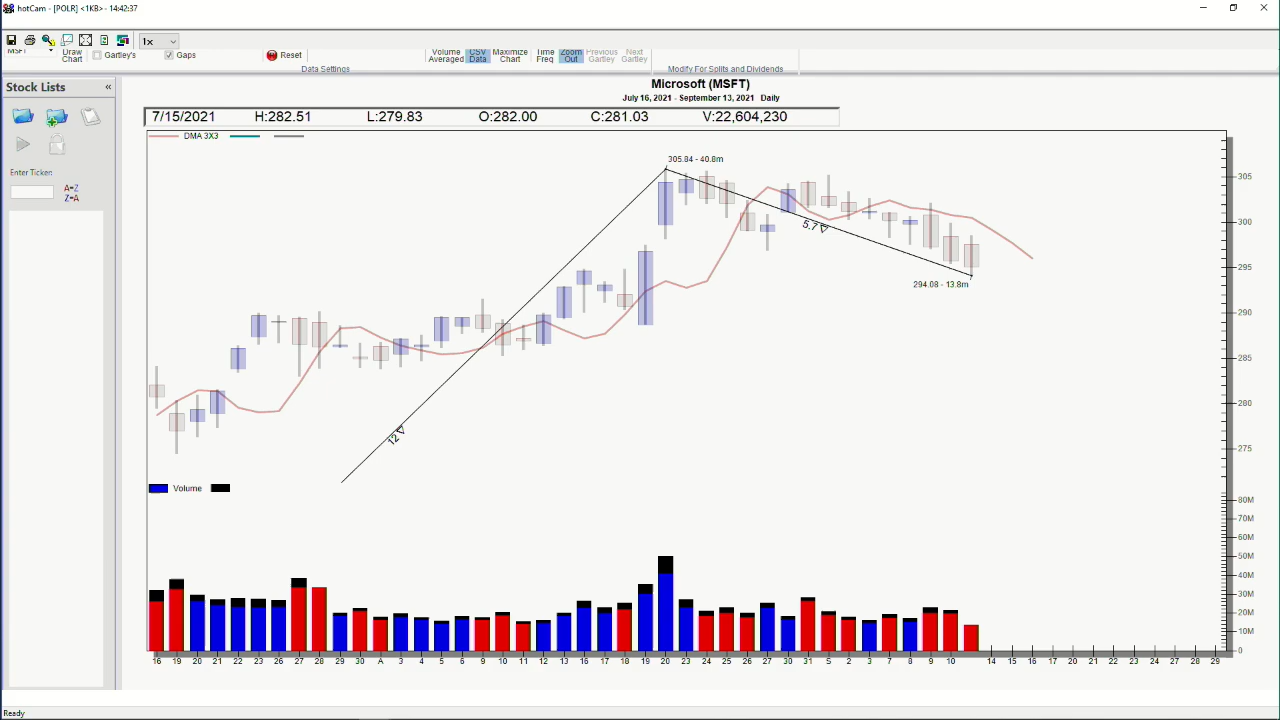 hotCam - [POLR] <1KB> - 14:42:37
1x
MSFT
Draw Chart
Gartley's
Gaps
Reset
Volume Averaged
CSV Data
Maximize Chart
Time Freq
Zoom Out
Previous Gartley
Next Gartley
Data Settings
Modify For Splits and Dividends
Stock Lists «
Enter Ticker:
A=Z
Z=A
Microsoft (MSFT)
July 16, 2021 - September 13, 2021 Daily
7/15/2021 H:282.51 L:279.83 O:282.00 C:281.03 V:22,604,230
DMA 3X3
305.84 - 40.8m
5.7
294.08 - 13.8m
12
305
300
295
290
285
280
275
Volume
80M
70M
60M
50M
40M
30M
20M
10M
0
16 19 20 21 22 23 26 27 28 29 30 A 3 4 5 6 9 10 11 12 13 16 17 18 19 20 23 24 25 26 27 30 31 S 2 3 7 8 9 10 14 15 16 17 20 21 22 23 24 27 28 29
Ready